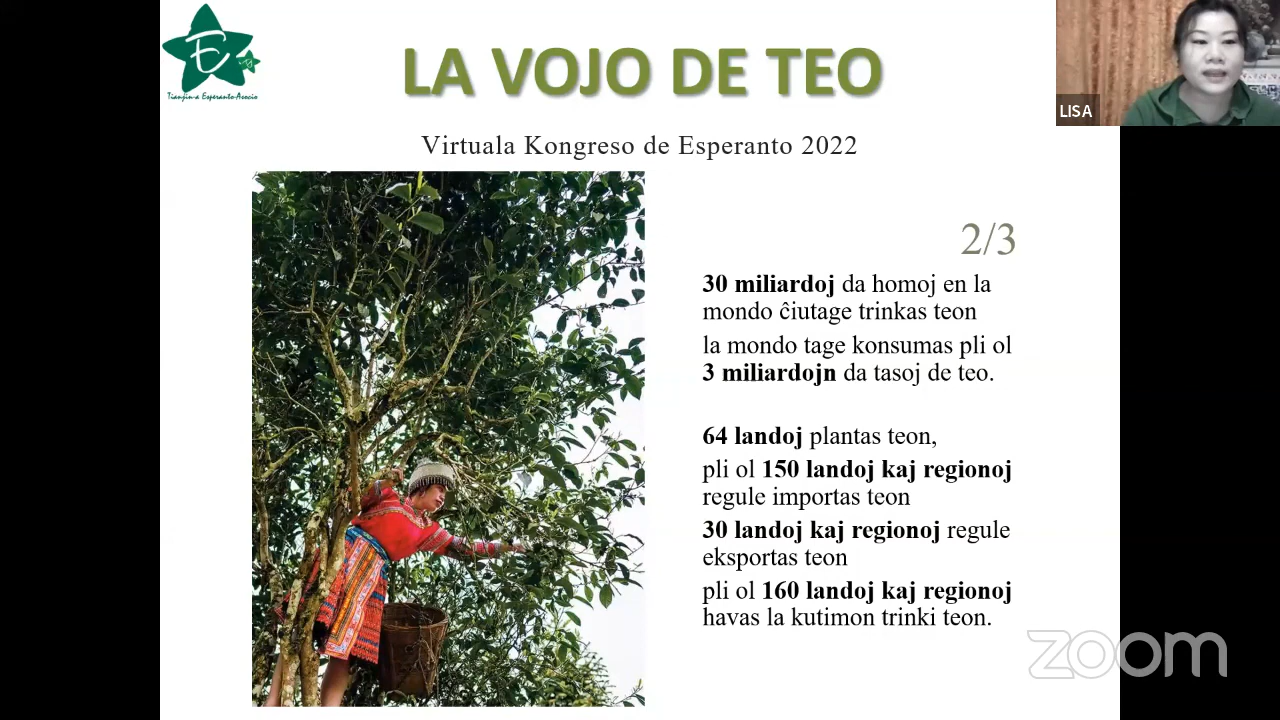 E
Tianjin-a Esperanto-Asocio
LA VOJO DE TEO
LISA
Virtuala Kongreso de Esperanto 2022
2/3
30 miliardoj da homoj en la
mondo ĉiutage trinkas teon
la mondo tage konsumas pli ol
3 miliardojn da tasoj de teo.
64 landoj plantas teon,
pli ol 150 landoj kaj regionoj
regule importas teon
30 landoj kaj regionoj regule
eksportas teon
pli ol 160 landoj kaj regionoj
havas la kutimon trinki teon.
zoom